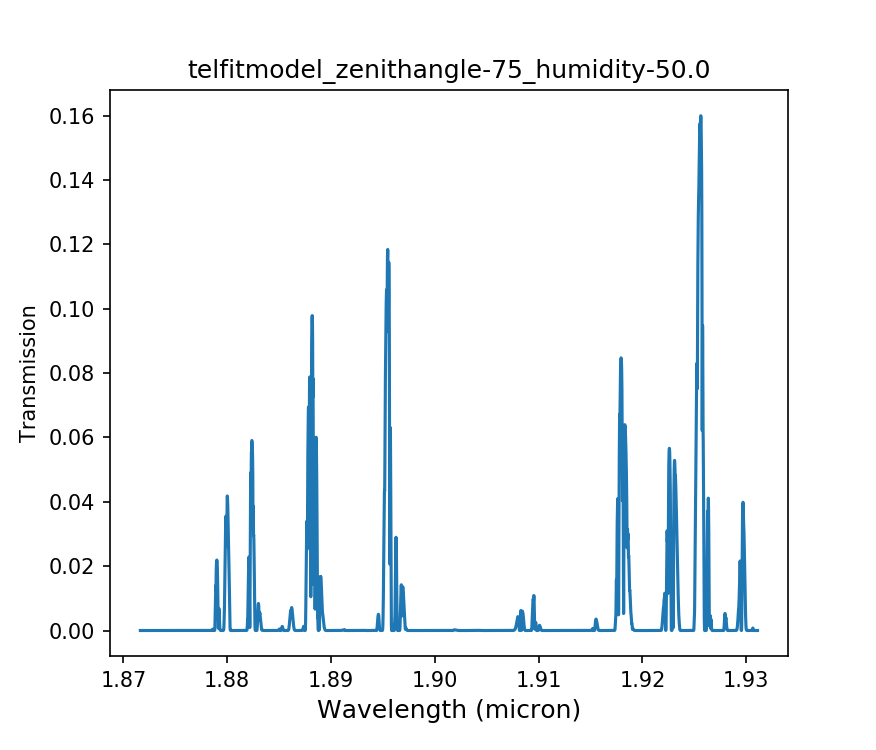 telfitmodel_zenithangle-75_humidity-50.0
0.16
0.14
0.12
0.10
0.08
0.06
0.04
0.02
0.00
Transmission
1.87 1.88 1.89 1.90 1.91 1.92 1.93
Wavelength (micron)